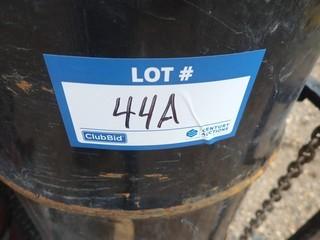 LOT #
44A
ClubBid
CENTURY
AUCTIONS